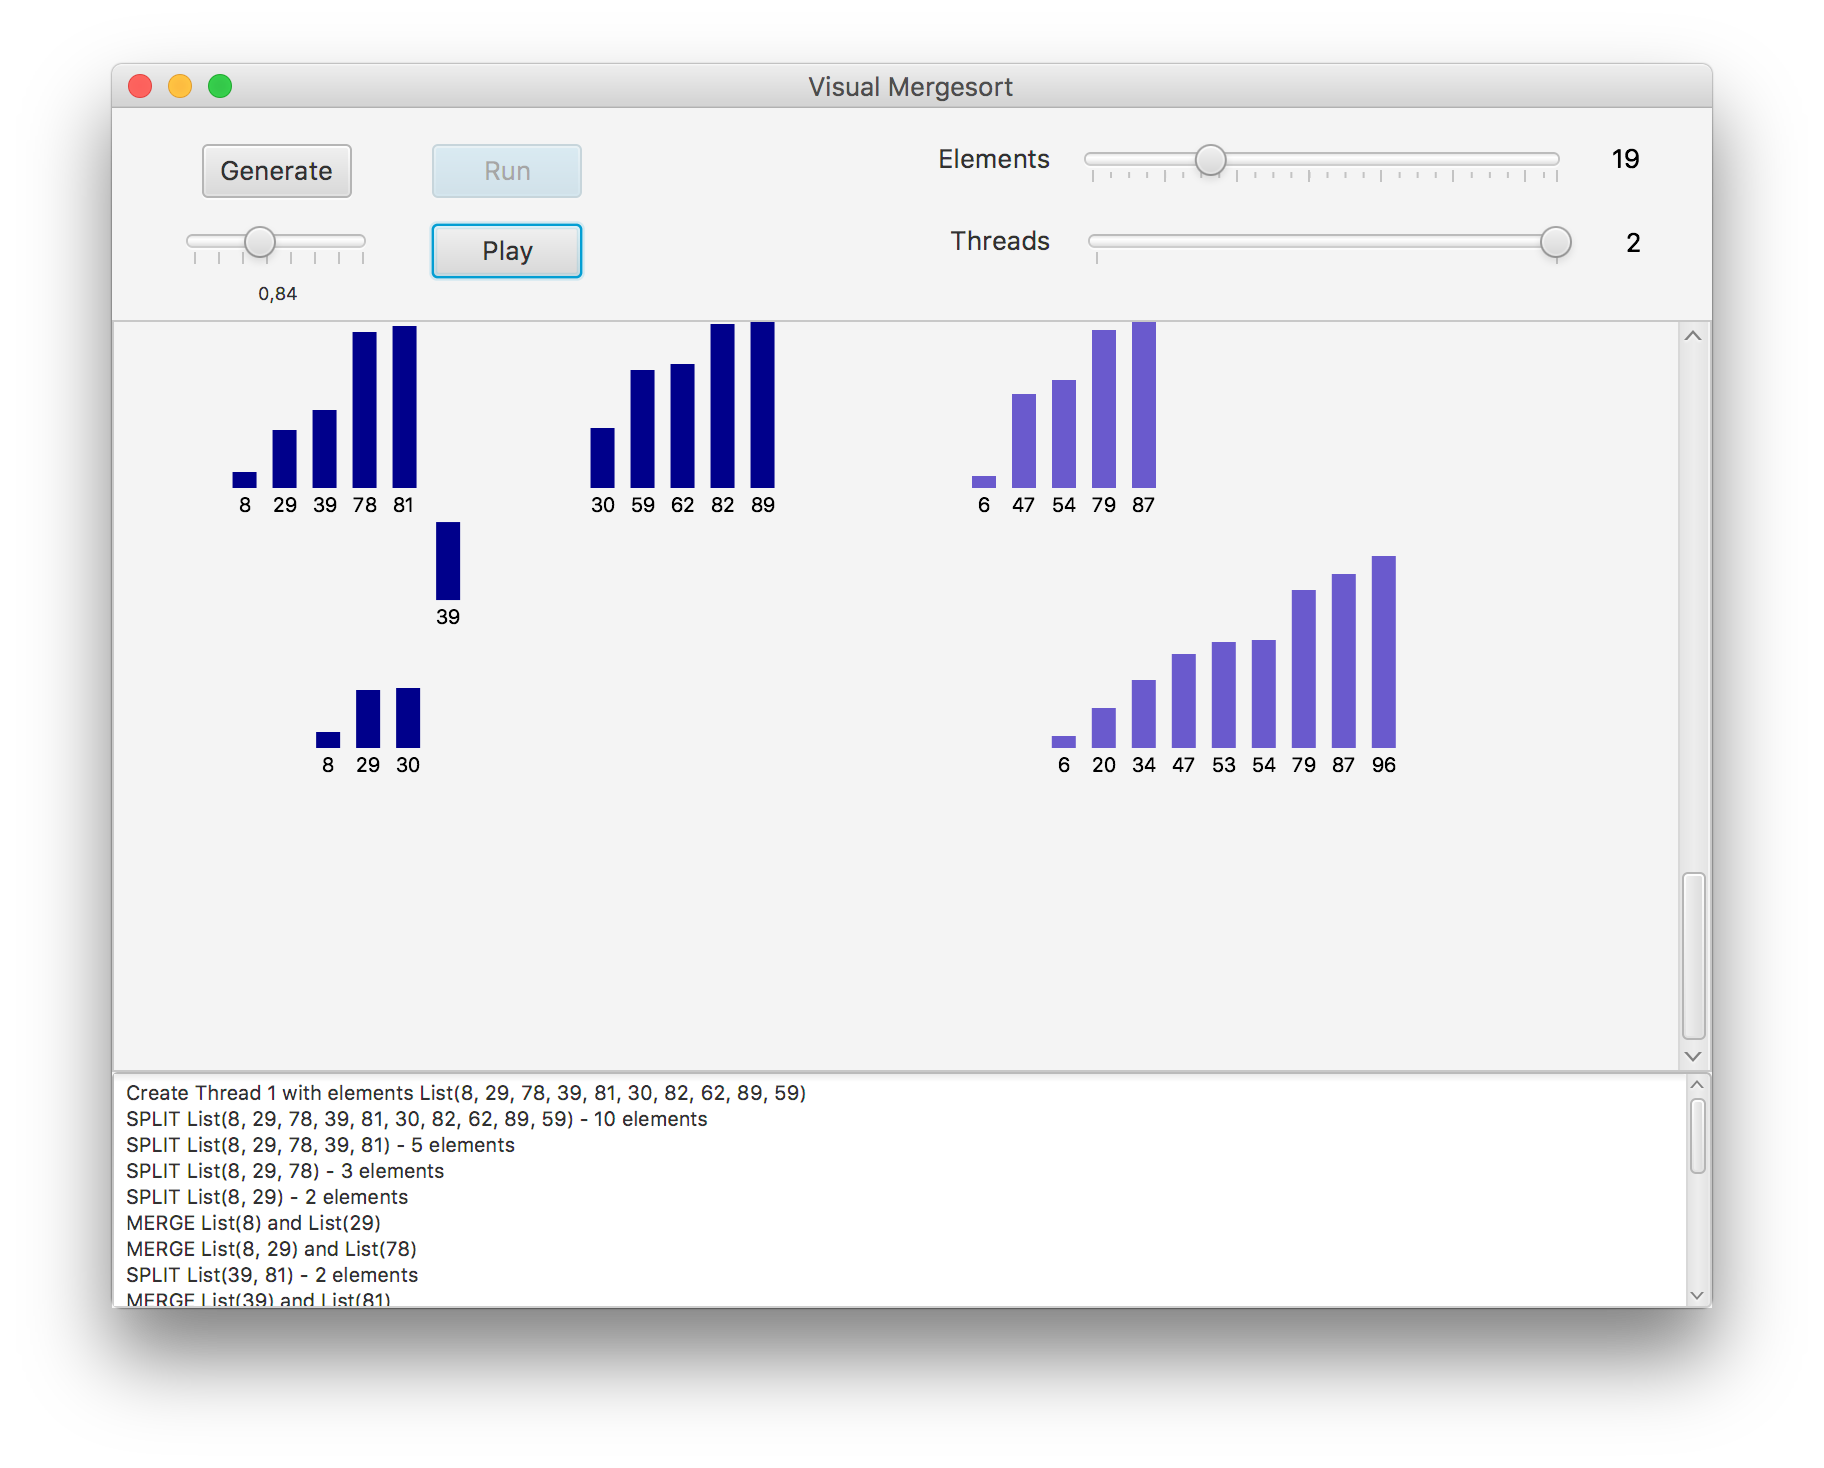 Visual Mergesort
Generate
Run
Elements
19
Play
Threads
2
0,84
8 29 39 78 81
30 59 62 82 89
6 47 54 79 87
39
8 29 30
6 20 34 47 53 54 79 87 96
Create Thread 1 with elements List(8, 29, 78, 39, 81, 30, 82, 62, 89, 59)
SPLIT List(8, 29, 78, 39, 81, 30, 82, 62, 89, 59) - 10 elements
SPLIT List(8, 29, 78, 39, 81) - 5 elements
SPLIT List(8, 29, 78) - 3 elements
SPLIT List(8, 29) - 2 elements
MERGE List(8) and List(29)
MERGE List(8, 29) and List(78)
SPLIT List(39, 81) - 2 elements
MERGE List(39) and List(81)